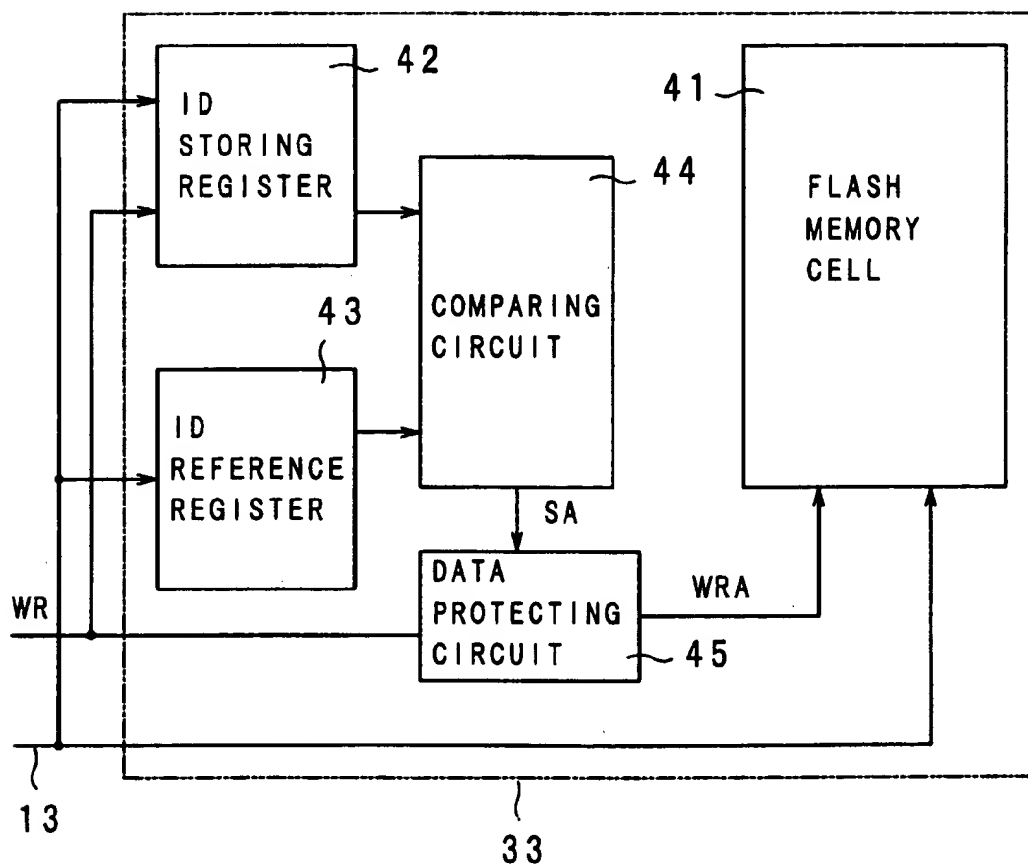 42
ID
STORING
REGISTER
41
FLASH
MEMORY
CELL
44
COMPARING
CIRCUIT
43
ID
REFERENCE
REGISTER
SA
DATA
PROTECTING
CIRCUIT
WRA
45
WR
13
33